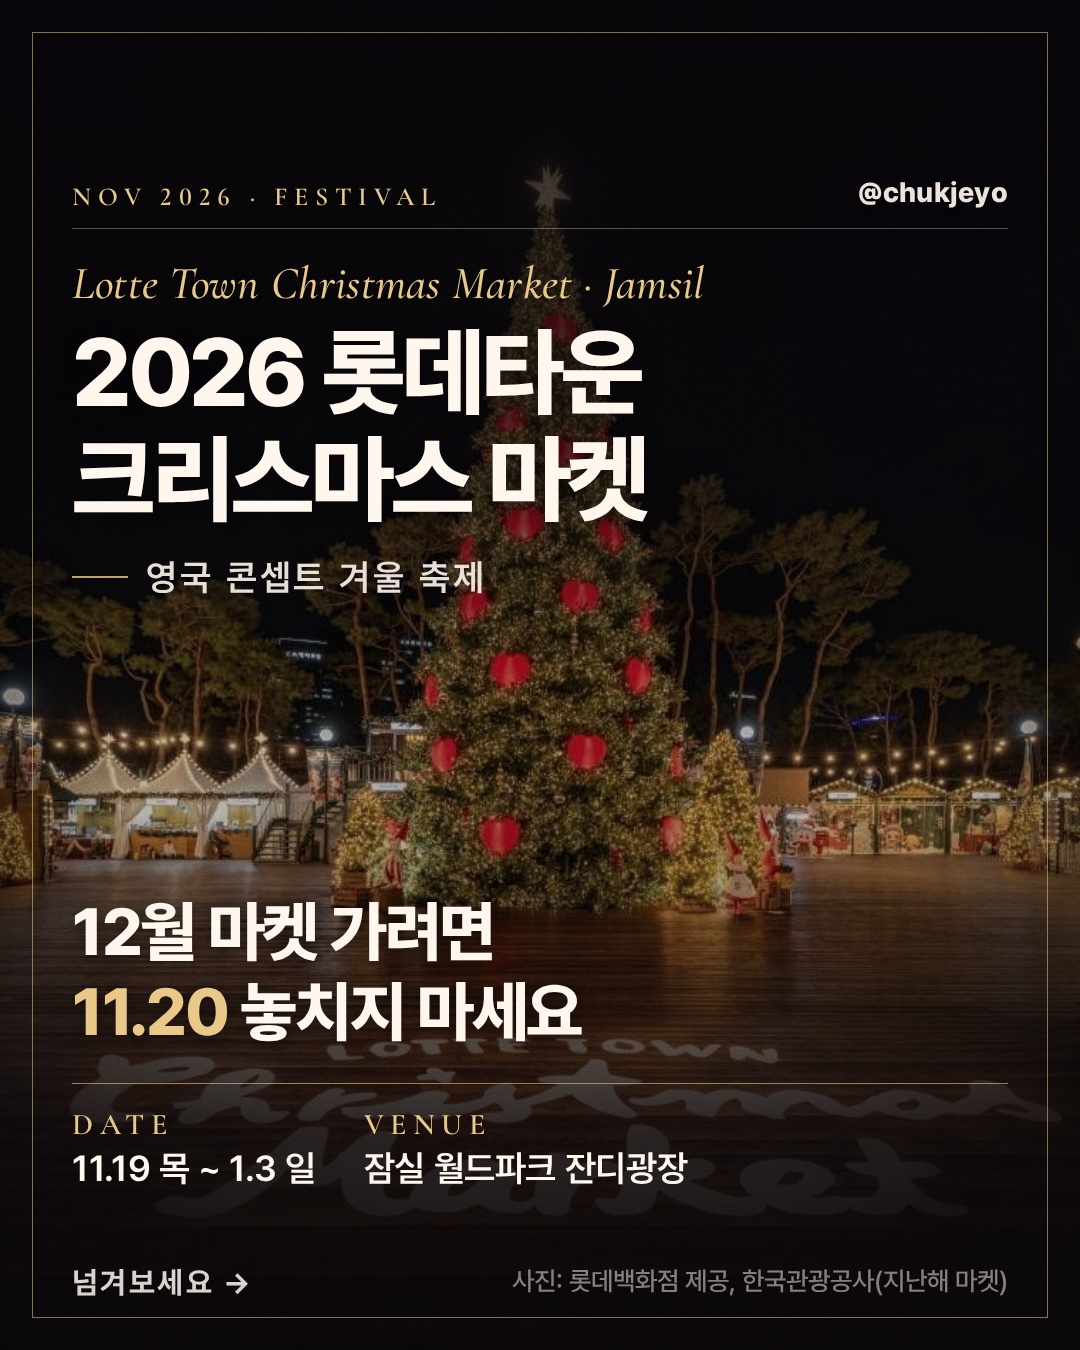 NOV 2026 · FESTIVAL
@chukjeyo
Lotte Town Christmas Market · Jamsil
2026 롯데타운
크리스마스 마켓
영국 콘셉트 겨울 축제
12월 마켓 가려면
11.20 놓치지 마세요
LOTTE TOWN
Christmas
Market
DATE
VENUE
11.19 목 ~ 1.3 일
잠실 월드파크 잔디광장
넘겨보세요 →
사진: 롯데백화점 제공, 한국관광공사(지난해 마켓)